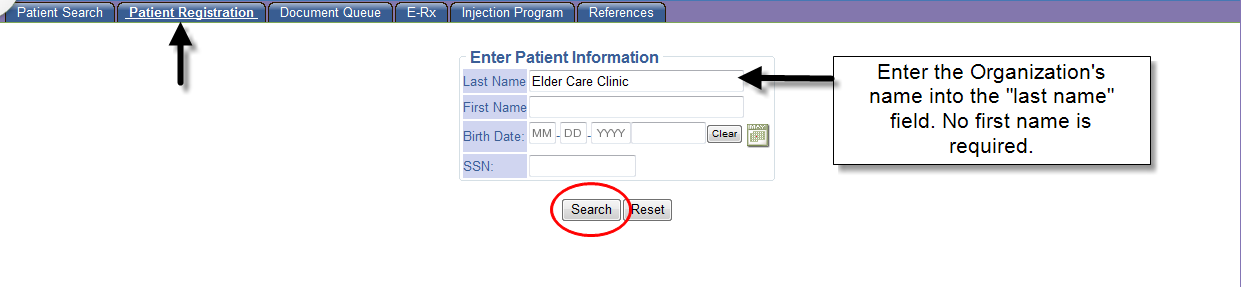 Patient Search Patient Registration Document Queue E-Rx Injection Program References
Enter Patient Information
Last Name Elder Care Clinic
First Name
Birth Date: MM - DD - YYYY Clear MAY
SSN:
Search Reset
Enter the Organization's
name into the "last name"
field. No first name is
required.